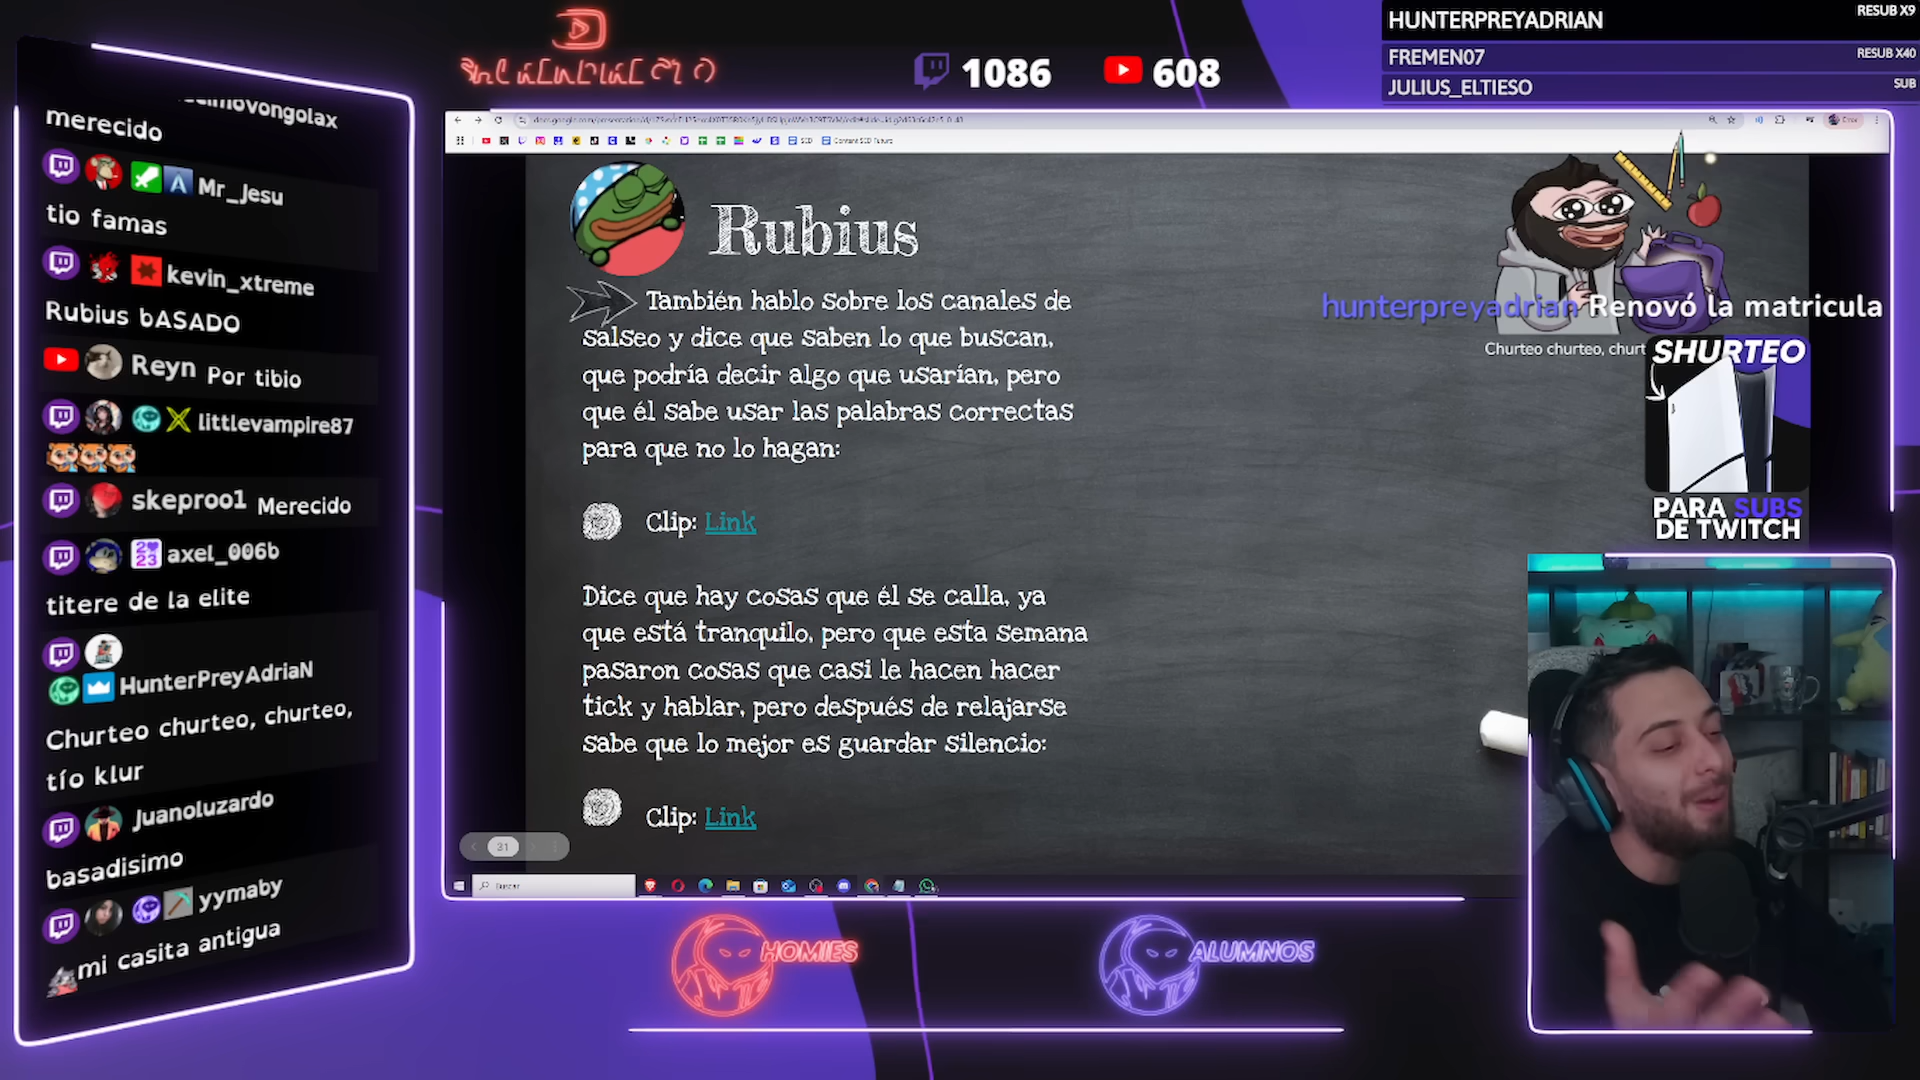 merecido
Mr_Jesu
tio famas
kevin_xtreme
Rubius bASADO
Reyn Por tibio
littlevampire87
skeproo1 Merecido
axel_006b
titere de la elite
HunterPreyAdriaN
Churteo churteo, churteo,
tío klur
Juanoluzardo
basadisimo
yymaby
mi casita antigua
1086
608
HUNTERPREYADRIAN RESUB X9
FREMEN07 RESUB X40
JULIUS_ELTIESO SUB
Rubius
También hablo sobre los canales de
salseo y dice que saben lo que buscan,
que podría decir algo que usarían, pero
que él sabe usar las palabras correctas
para que no lo hagan:
Clip: Link
Dice que hay cosas que él se calla, ya
que está tranquilo, pero que esta semana
pasaron cosas que casi le hacen hacer
tick y hablar, pero después de relajarse
sabe que lo mejor es guardar silencio:
Clip: Link
31
Buscar
hunterpreyadrian Renovó la matricula
Churteo churteo, churt
SHURTEO
PARA SUBS
DE TWITCH
HOMIES
ALUMNOS